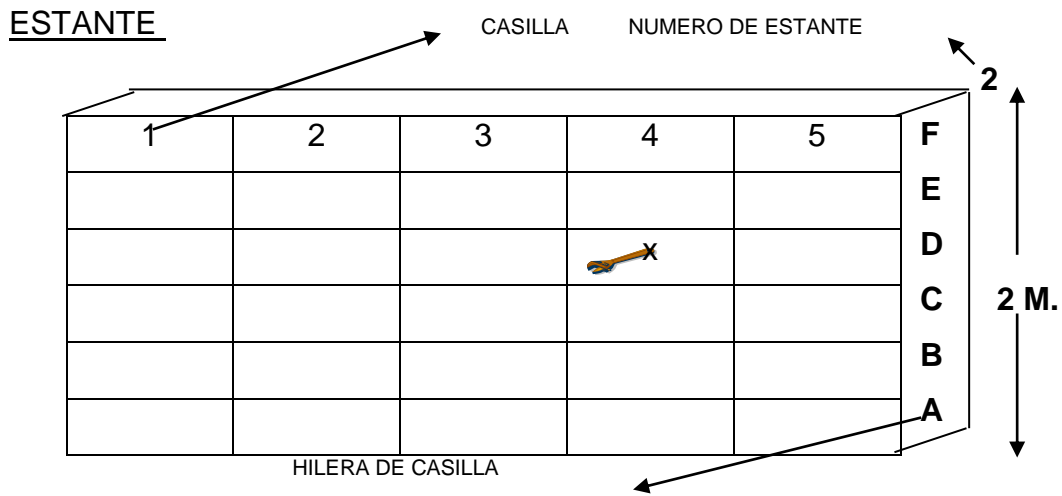 ESTANTE
CASILLA NUMERO DE ESTANTE
2
1 2 3 4 5 F
E
X D
C 2 M.
B
A
HILERA DE CASILLA